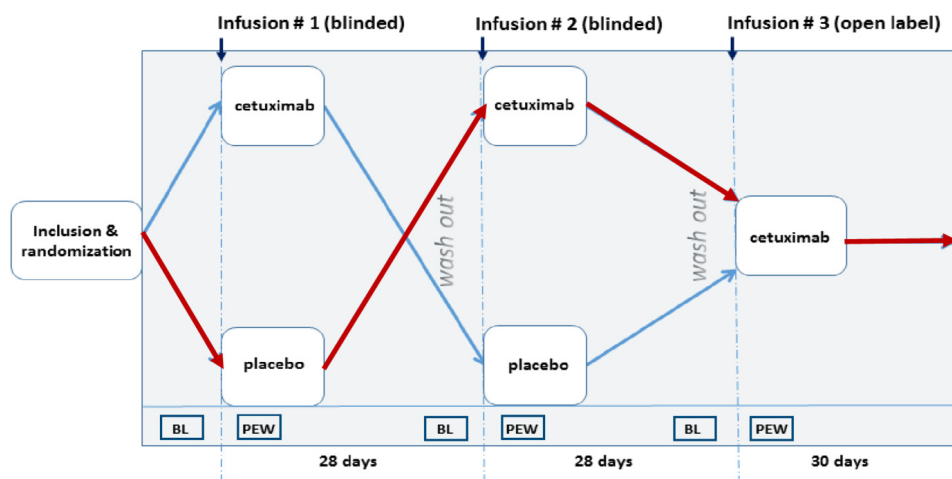 Infusion # 1 (blinded)
Infusion # 2 (blinded)
Infusion # 3 (open label)
cetuximab
cetuximab
Inclusion &
randomization
wash out
wash out
cetuximab
placebo
placebo
BL
PEW
BL
PEW
BL
PEW
28 days
28 days
30 days